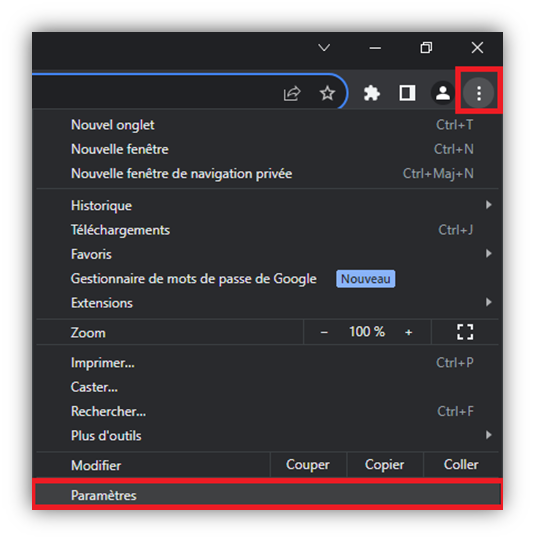 Nouvel onglet Ctrl+T
Nouvelle fenêtre Ctrl+N
Nouvelle fenêtre de navigation privée Ctrl+Maj+N
Historique
Téléchargements Ctrl+J
Favoris
Gestionnaire de mots de passe de Google Nouveau
Extensions
Zoom − 100 % +
Imprimer... Ctrl+P
Caster...
Rechercher... Ctrl+F
Plus d'outils
Modifier Couper Copier Coller
Paramètres